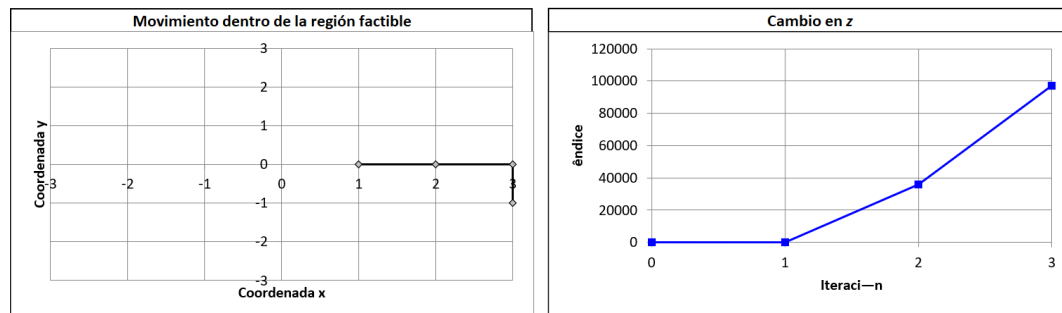 Movimiento dentro de la región factible
3
2
1
0
-3 -2 -1 0 1 2 3
-1
-2
-3
Coordenada y
Coordenada x
Cambio en z
120000
100000
80000
60000
40000
20000
0
0 1 2 3
êndice
Iteraci—n